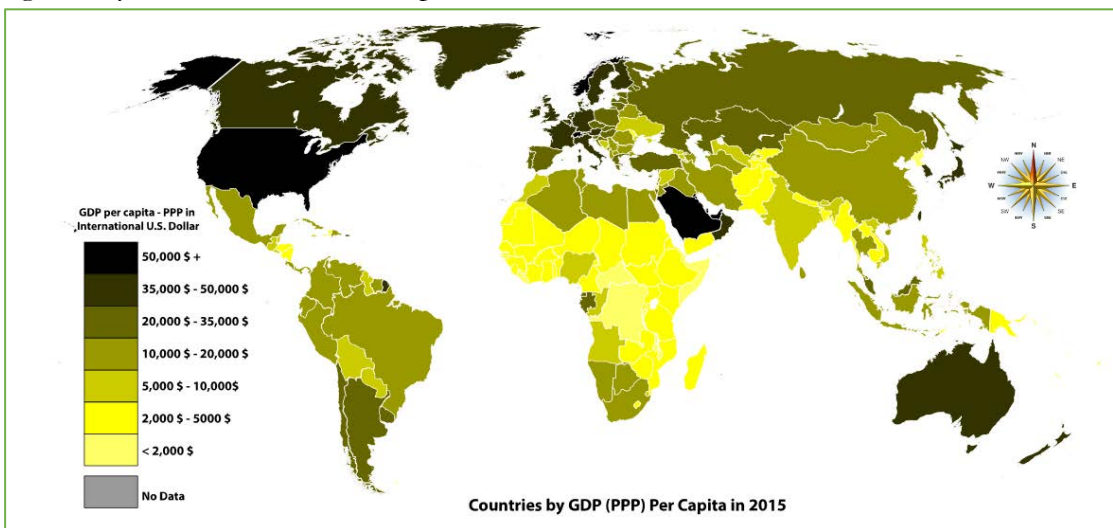 GDP per capita - PPP in
,International U.S. Dollar
50,000 $ +
35,000 $ - 50,000 $
20,000 $ - 35,000 $
10,000 $ - 20,000 $
5,000 $ - 10,000$
2,000 $ - 5000 $
< 2,000 $
No Data
N
NE
E
SE
S
SW
W
NW
Countries by GDP (PPP) Per Capita in 2015